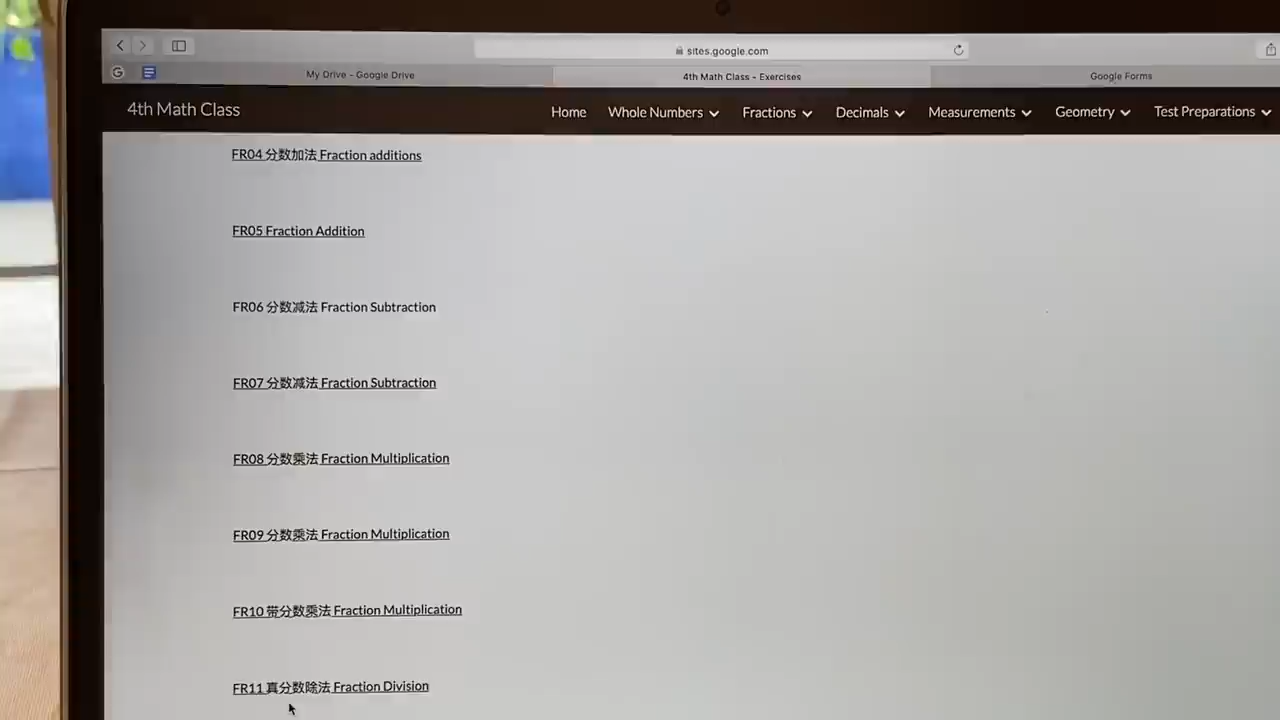 sites.google.com
My Drive - Google Drive
4th Math Class - Exercises
Google Forms
4th Math Class
Home
Whole Numbers
Fractions
Decimals
Measurements
Geometry
Test Preparations
FR04 分数加法 Fraction additions
FR05 Fraction Addition
FR06 分数减法 Fraction Subtraction
FR07 分数减法 Fraction Subtraction
FR08 分数乘法 Fraction Multiplication
FR09 分数乘法 Fraction Multiplication
FR10 带分数乘法 Fraction Multiplication
FR11 真分数除法 Fraction Division